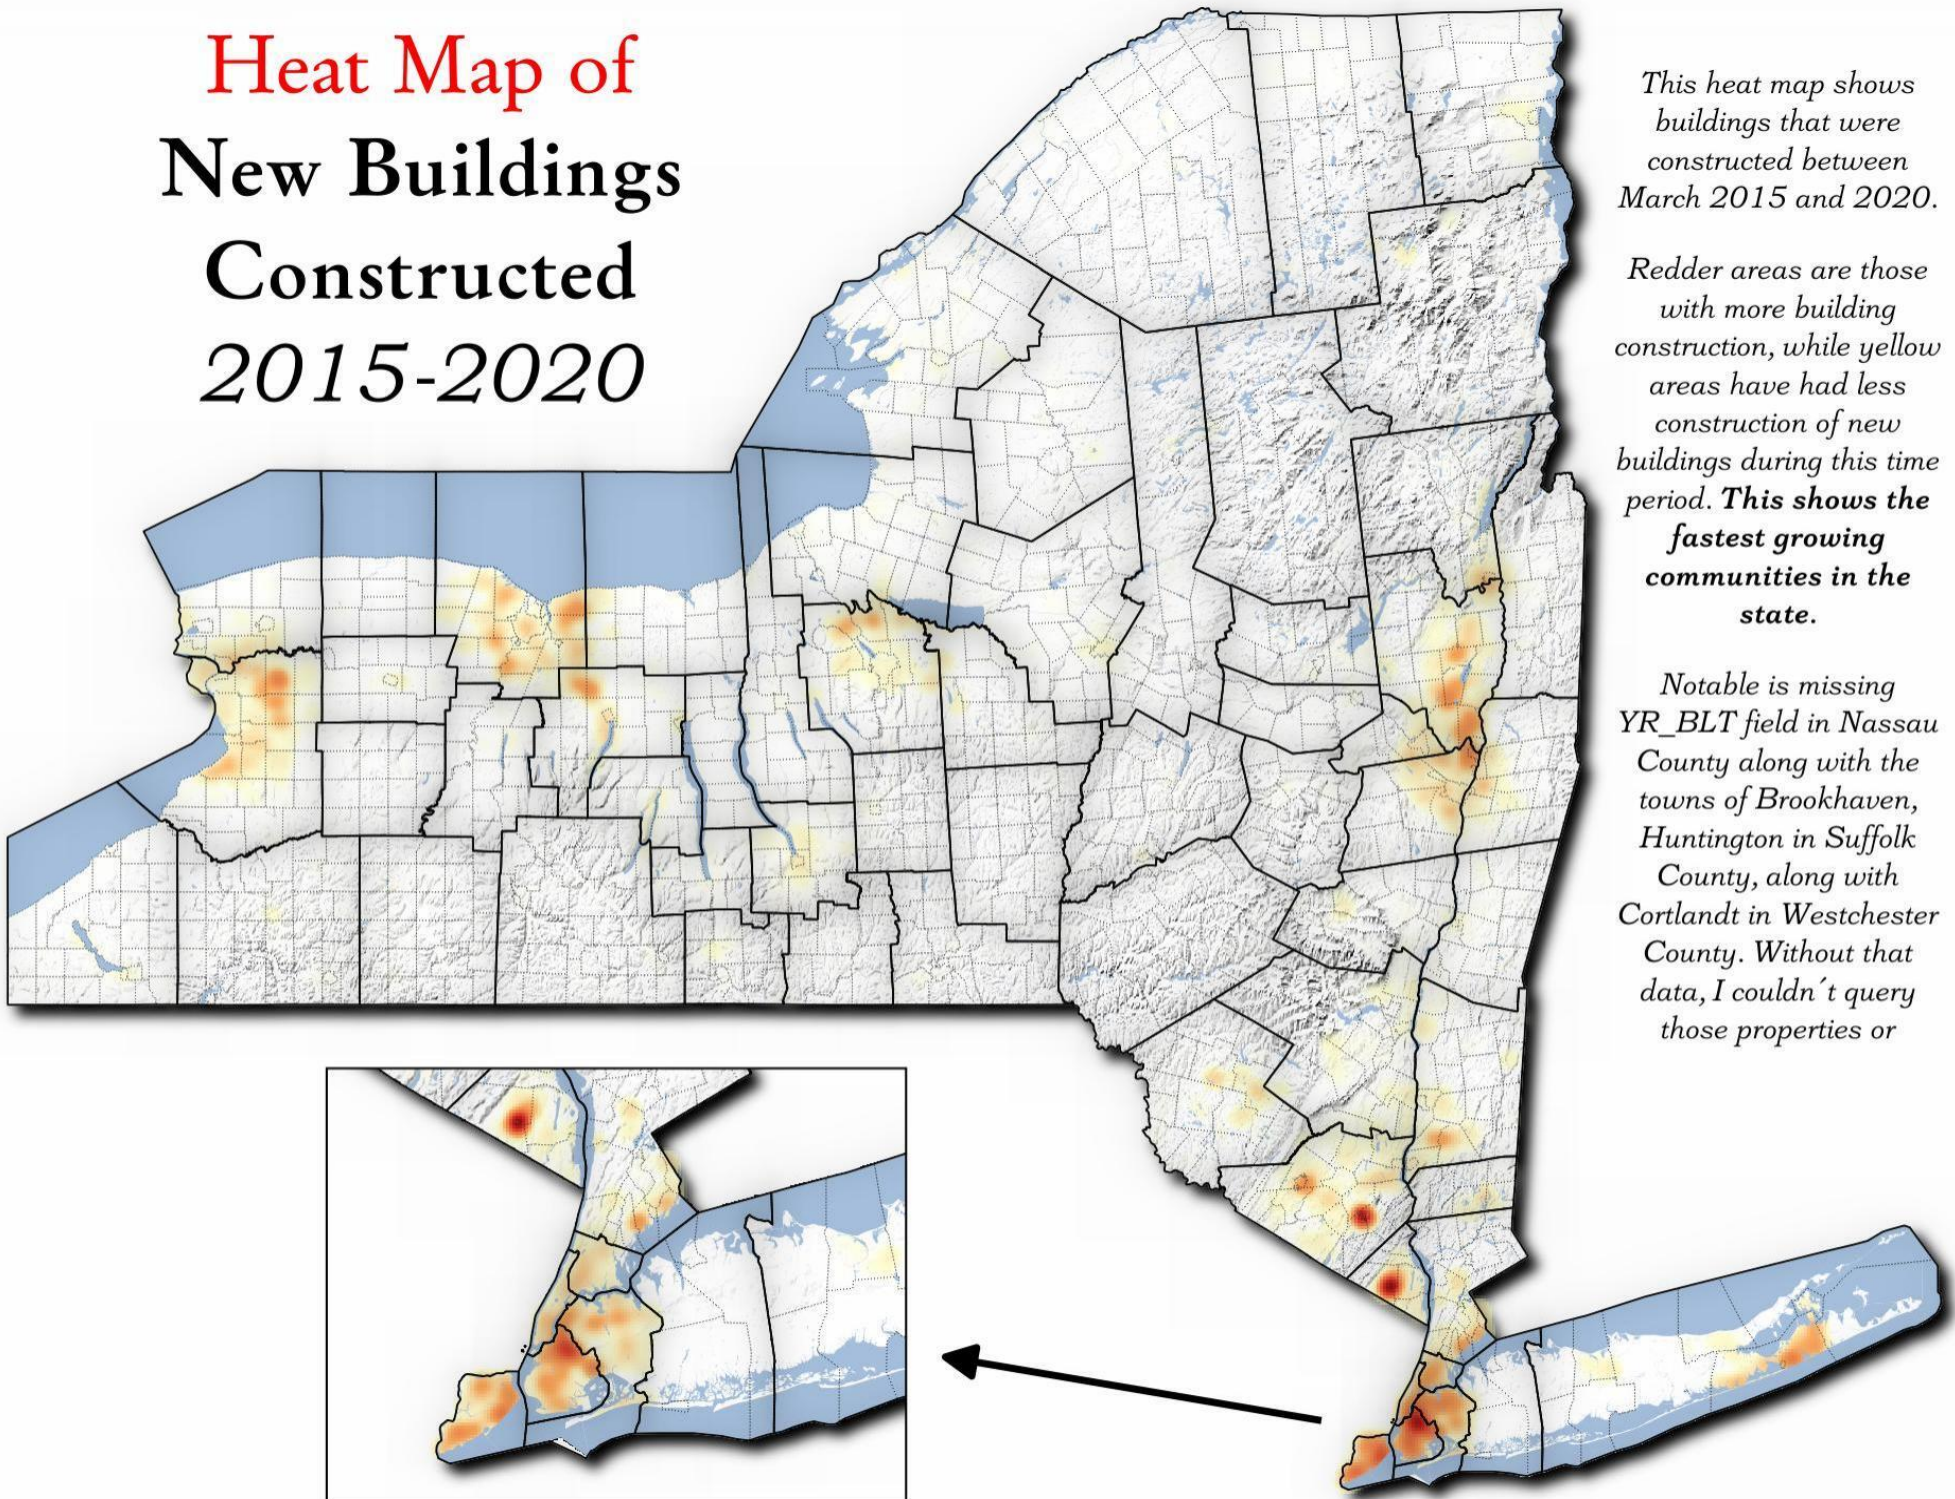 Heat Map of
New Buildings
Constructed
2015-2020
This heat map shows
buildings that were
constructed between
March 2015 and 2020.
Redder areas are those
with more building
construction, while yellow
areas have had less
construction of new
buildings during this time
period. This shows the
fastest growing
communities in the
state.
Notable is missing
YR_BLT field in Nassau
County along with the
towns of Brookhaven,
Huntington in Suffolk
County, along with
Cortlandt in Westchester
County. Without that
data, I couldn´t query
those properties or